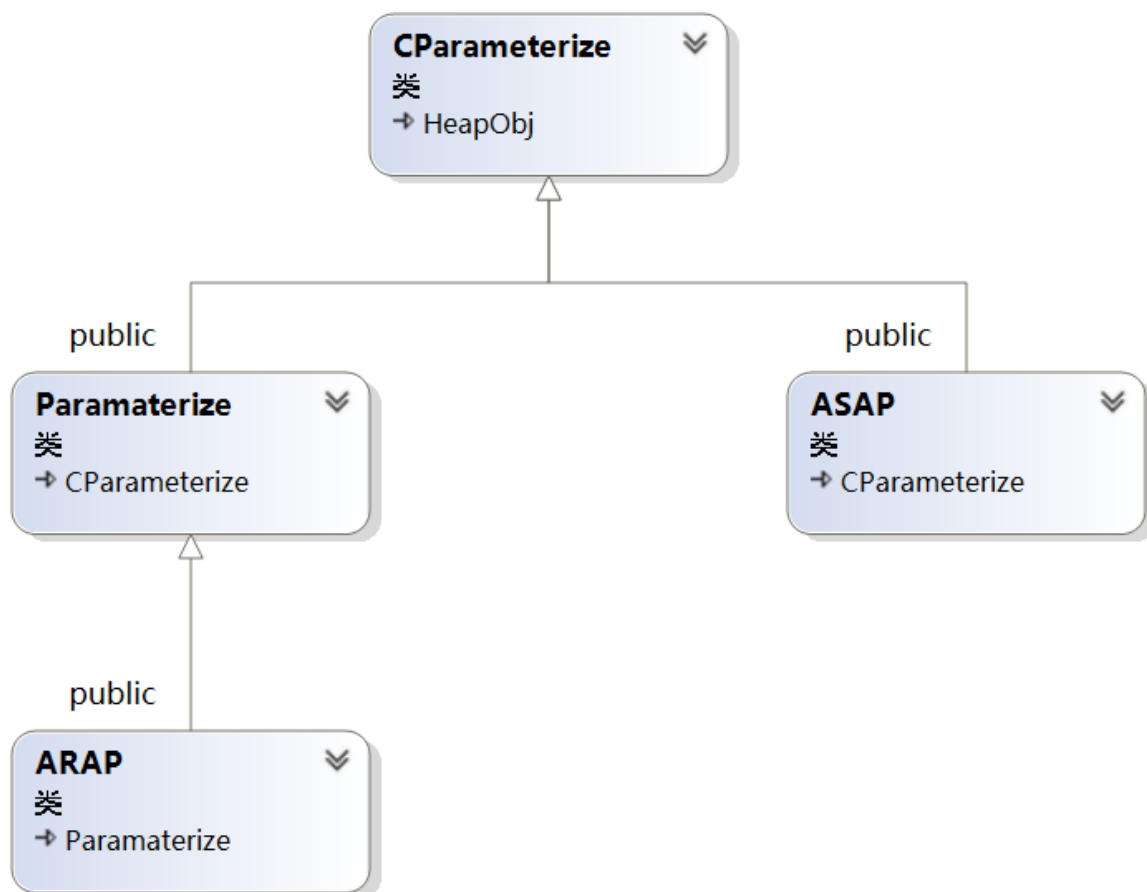 CParameterize
类
HeapObj
public
public
Paramaterize
类
CParameterize
ASAP
类
CParameterize
public
ARAP
类
Paramaterize